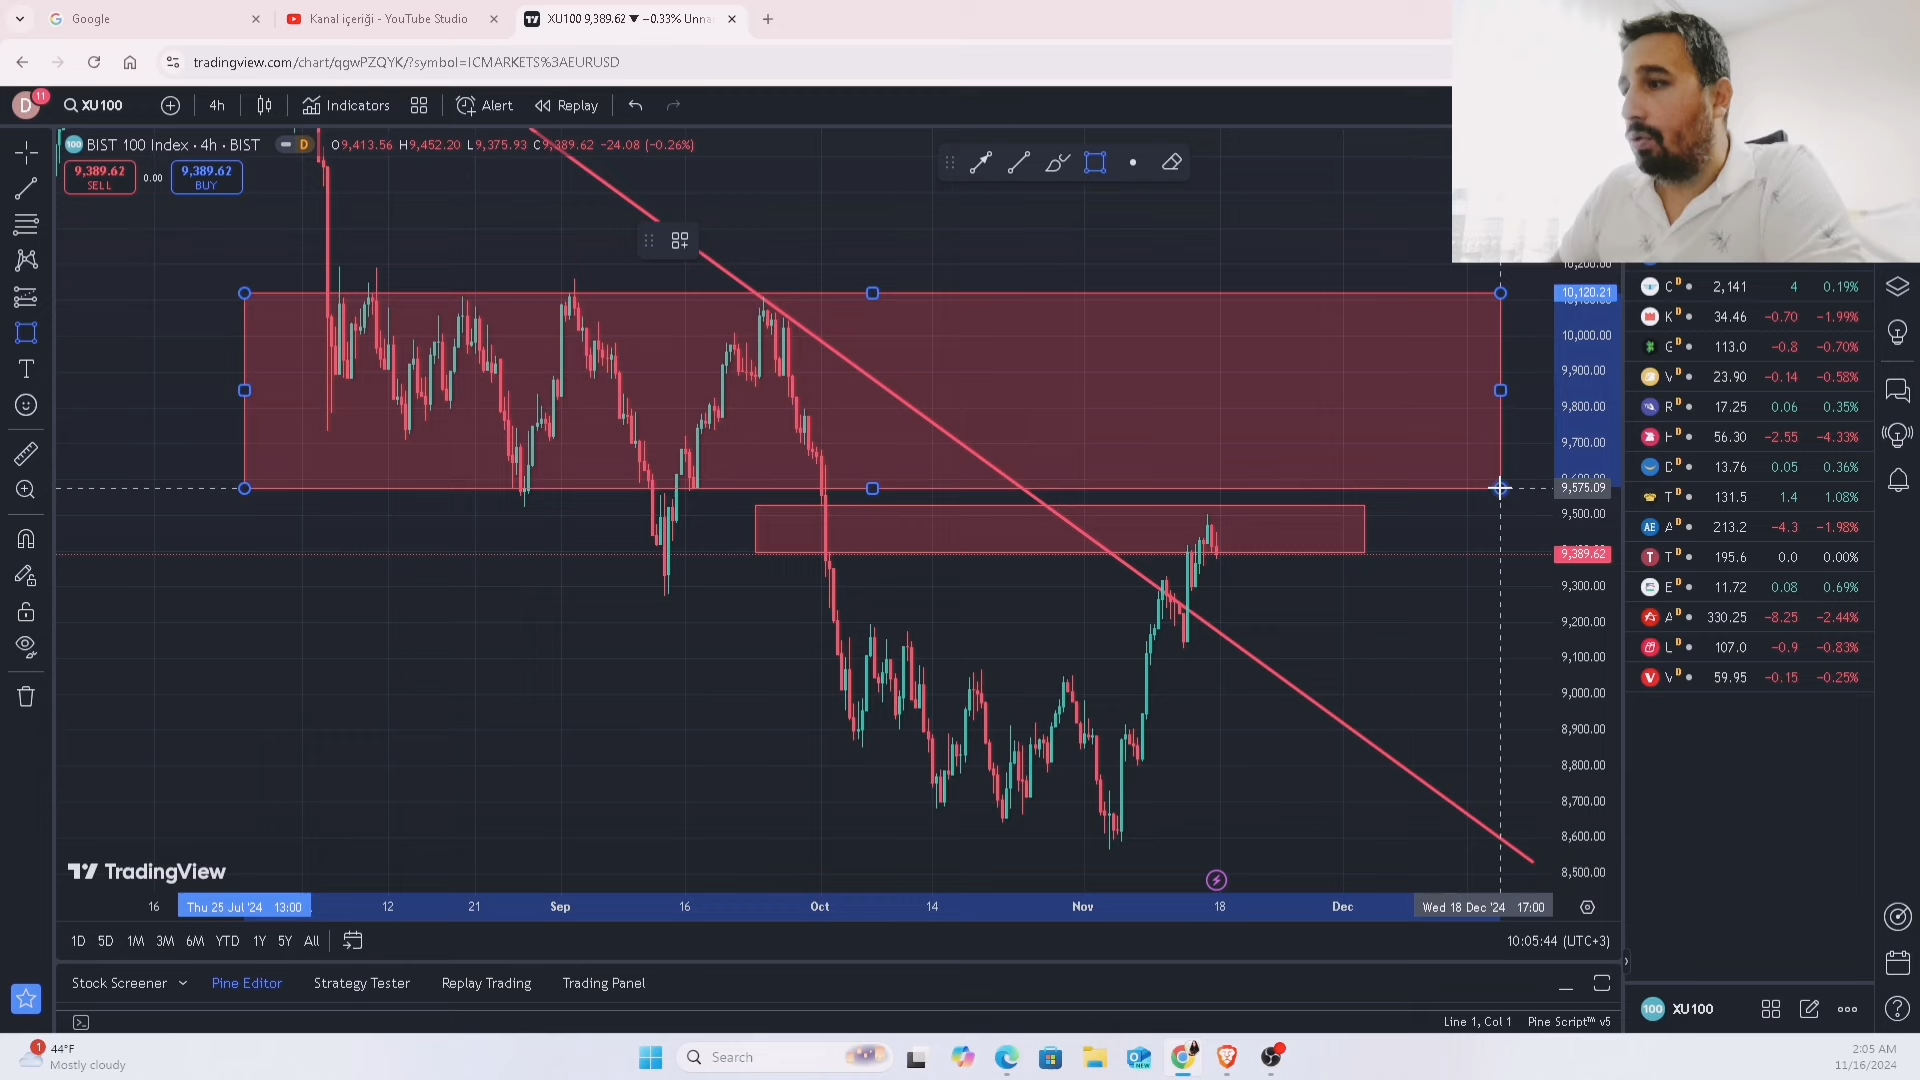 Google
Kanal içeriği - YouTube Studio
XU100 9,389.62 ▼ −0.33% Unna
tradingview.com/chart/qgwPZQYK/?symbol=ICMARKETS%3AEURUSD
D
11
XU100
4h
Indicators
Alert
Replay
BIST 100 Index · 4h · BIST
D
O9,413.56 H9,452.20 L9,375.93 C9,389.62 −24.08 (−0.26%)
9,389.62
SELL
0.00
9,389.62
BUY
10,200.00
10,120.21
10,000.00
9,900.00
9,800.00
9,700.00
9,575.09
9,500.00
9,389.62
9,300.00
9,200.00
9,100.00
9,000.00
8,900.00
8,800.00
8,700.00
8,600.00
8,500.00
C D 2,141 4 0.19%
K D 34.46 −0.70 −1.99%
G D 113.0 −0.8 −0.70%
V D 23.90 −0.14 −0.58%
R D 17.25 0.06 0.35%
H D 56.30 −2.55 −4.33%
D D 13.76 0.05 0.36%
T D 131.5 1.4 1.08%
AE A D 213.2 −4.3 −1.98%
T T D 195.6 0.0 0.00%
E D 11.72 0.08 0.69%
A D 330.25 −8.25 −2.44%
L D 107.0 −0.9 −0.83%
V V D 59.95 −0.15 −0.25%
TradingView
16 Thu 25 Jul '24 13:00 12 21 Sep 16 Oct 14 Nov 18 Dec Wed 18 Dec '24 17:00
1D 5D 1M 3M 6M YTD 1Y 5Y All
10:05:44 (UTC+3)
Stock Screener Pine Editor Strategy Tester Replay Trading Trading Panel
100 XU100
Line 1, Col 1 Pine Script™ v5
1
44°F
Mostly cloudy
Search
NEW
2:05 AM
11/16/2024